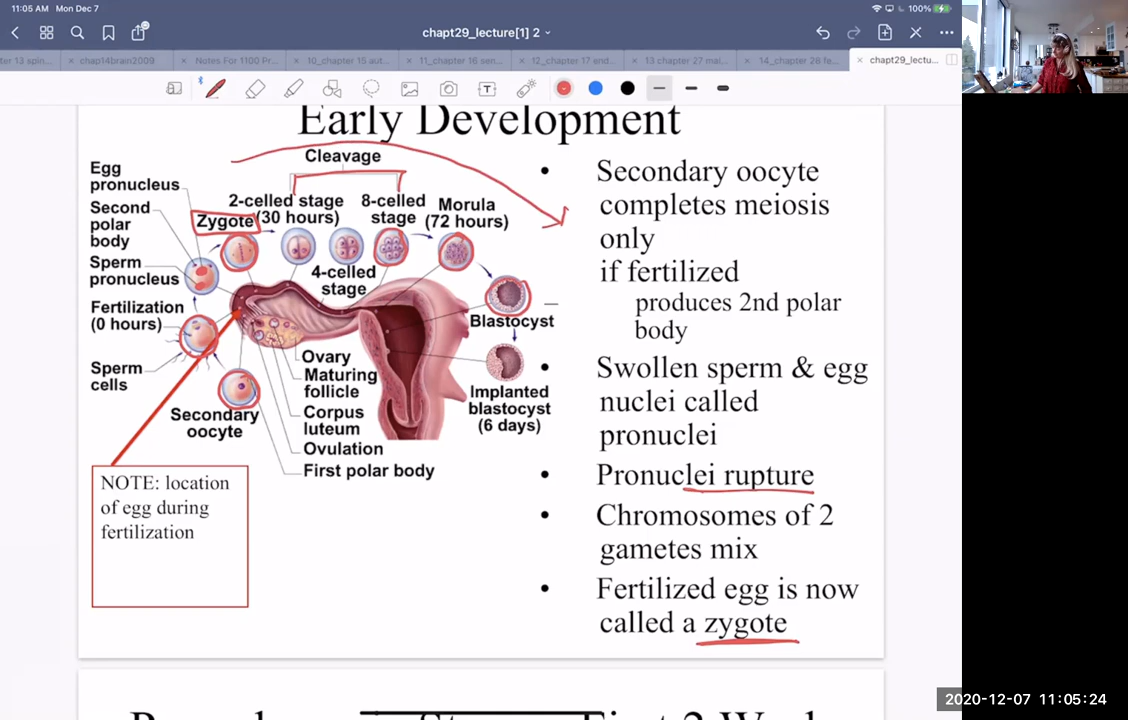 11:05 AM Mon Dec 7
100%
chapt29_lecture[1] 2
ter 13 spin...
chap14brain2009
Notes For 1100 Pr...
10_chapter 15 aut...
11_chapter 16 sen...
12_chapter 17 end...
13 chapter 27 mal...
14_chapter 28 fe...
chapt29_lectu...
Early Development
Cleavage
Egg
pronucleus
Second
polar
body
Sperm
pronucleus
Fertilization
(0 hours)
Sperm
cells
Zygote
2-celled stage
(30 hours)
8-celled
stage
Morula
(72 hours)
4-celled
stage
Blastocyst
Implanted
blastocyst
(6 days)
Ovary
Maturing
follicle
Corpus
luteum
Ovulation
First polar body
Secondary
oocyte
NOTE: location
of egg during
fertilization
• Secondary oocyte
completes meiosis
only
if fertilized
produces 2nd polar
body
• Swollen sperm & egg
nuclei called
pronuclei
• Pronuclei rupture
• Chromosomes of 2
gametes mix
• Fertilized egg is now
called a zygote
2020-12-07 11:05:24